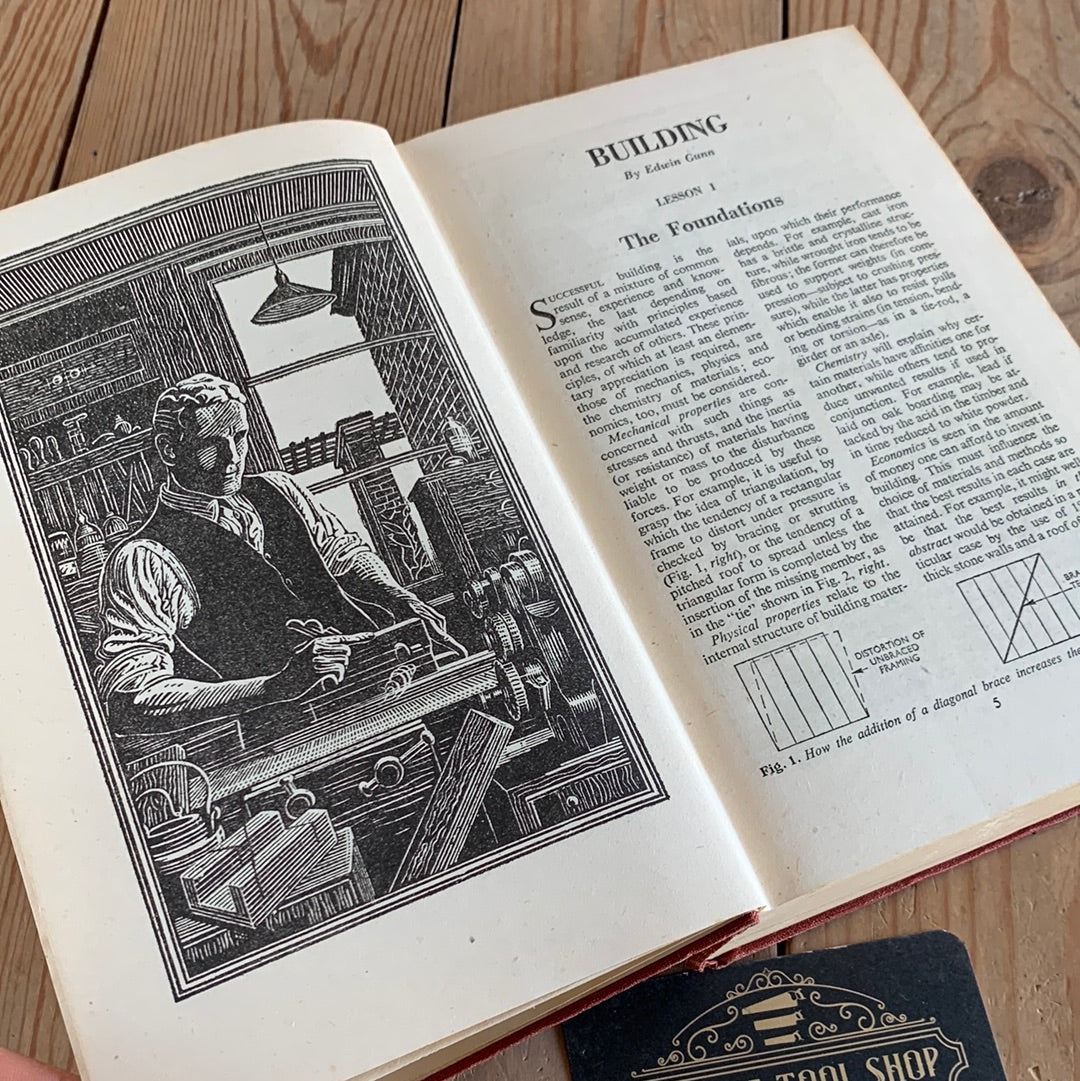 BUILDING
By Edwin Gunn
LESSON 1
The Foundations
SUCCESSFUL building is the
result of a mixture of common
sense, experience and know-
ledge, the last depending on
familiarity with principles based
upon the accumulated experience
and research of others. These prin-
ciples, of which at least an elemen-
tary appreciation is required, are
those of mechanics, physics and
the chemistry of materials; eco-
nomics, too, must be considered.
Mechanical properties are con-
cerned with such things as
stresses and thrusts, and the inertia
(or resistance) of materials having
weight or mass to the disturbance
liable to be produced by these
forces. For example, it is useful to
grasp the idea of triangulation, by
which the tendency of a rectangular
frame to distort under pressure is
checked by bracing or strutting
(Fig. 1, right), or the tendency of a
pitched roof to spread unless the
triangular form is completed by the
insertion of the missing member, as
in the "tie" shown in Fig. 2, right.
Physical properties relate to the
internal structure of building mater-
ials, upon which their performance
depends. For example, cast iron
has a brittle and crystalline struc-
ture, while wrought iron tends to be
fibrous; the former can therefore be
used to support weights (in com-
pression—subject to crushing pres-
sure), while the latter has properties
which enable it also to resist pulls
or bending strains (in tension, bend-
ing or torsion—as in a tie-rod, a
girder or an axle).
Chemistry will explain why cer-
tain materials have affinities one for
another, while others tend to pro-
duce unwanted results if used in
conjunction. For example, lead if
laid on oak boarding may be at-
tacked by the acid in the timber and
in time reduced to white powder.
Economics is seen in the amount
of money one can afford to invest in
building. This must influence the
choice of materials and methods so
that the best results in each case are
attained. For example, it might well
be that the best results in
abstract would be obtained in a
ticular case by the use of
thick stone walls and a roof of
DISTORTION OF
UNBRACED
FRAMING
Fig. 1. How the addition of a diagonal brace increases the
5
TOOL SHOP